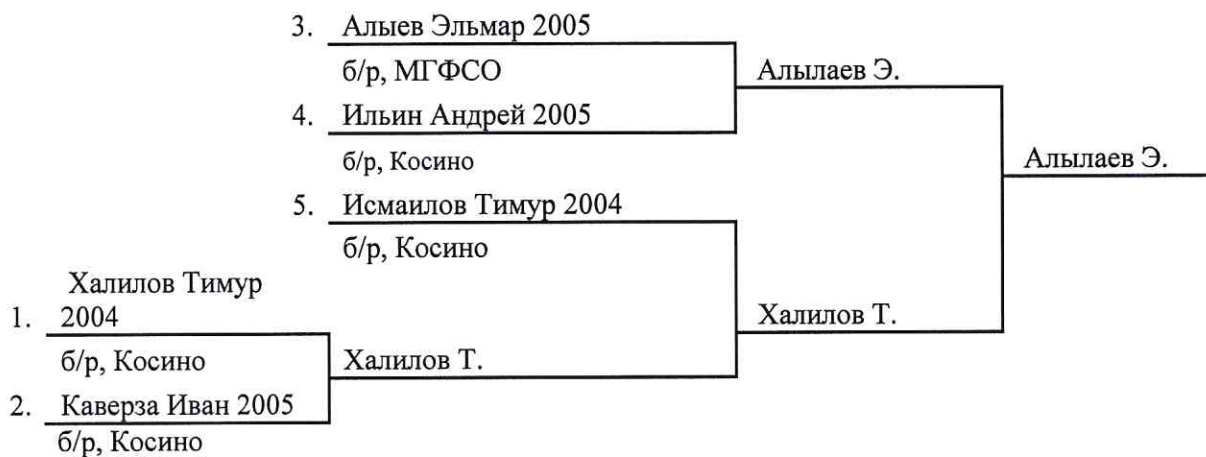 3. Алыев Эльмар 2005
б/р, МГФСО
Алылаев Э.
4. Ильин Андрей 2005
б/р, Косино
Алылаев Э.
5. Исмаилов Тимур 2004
б/р, Косино
Халилов Тимур
1. 2004
б/р, Косино
Халилов Т.
Халилов Т.
2. Каверза Иван 2005
б/р, Косино